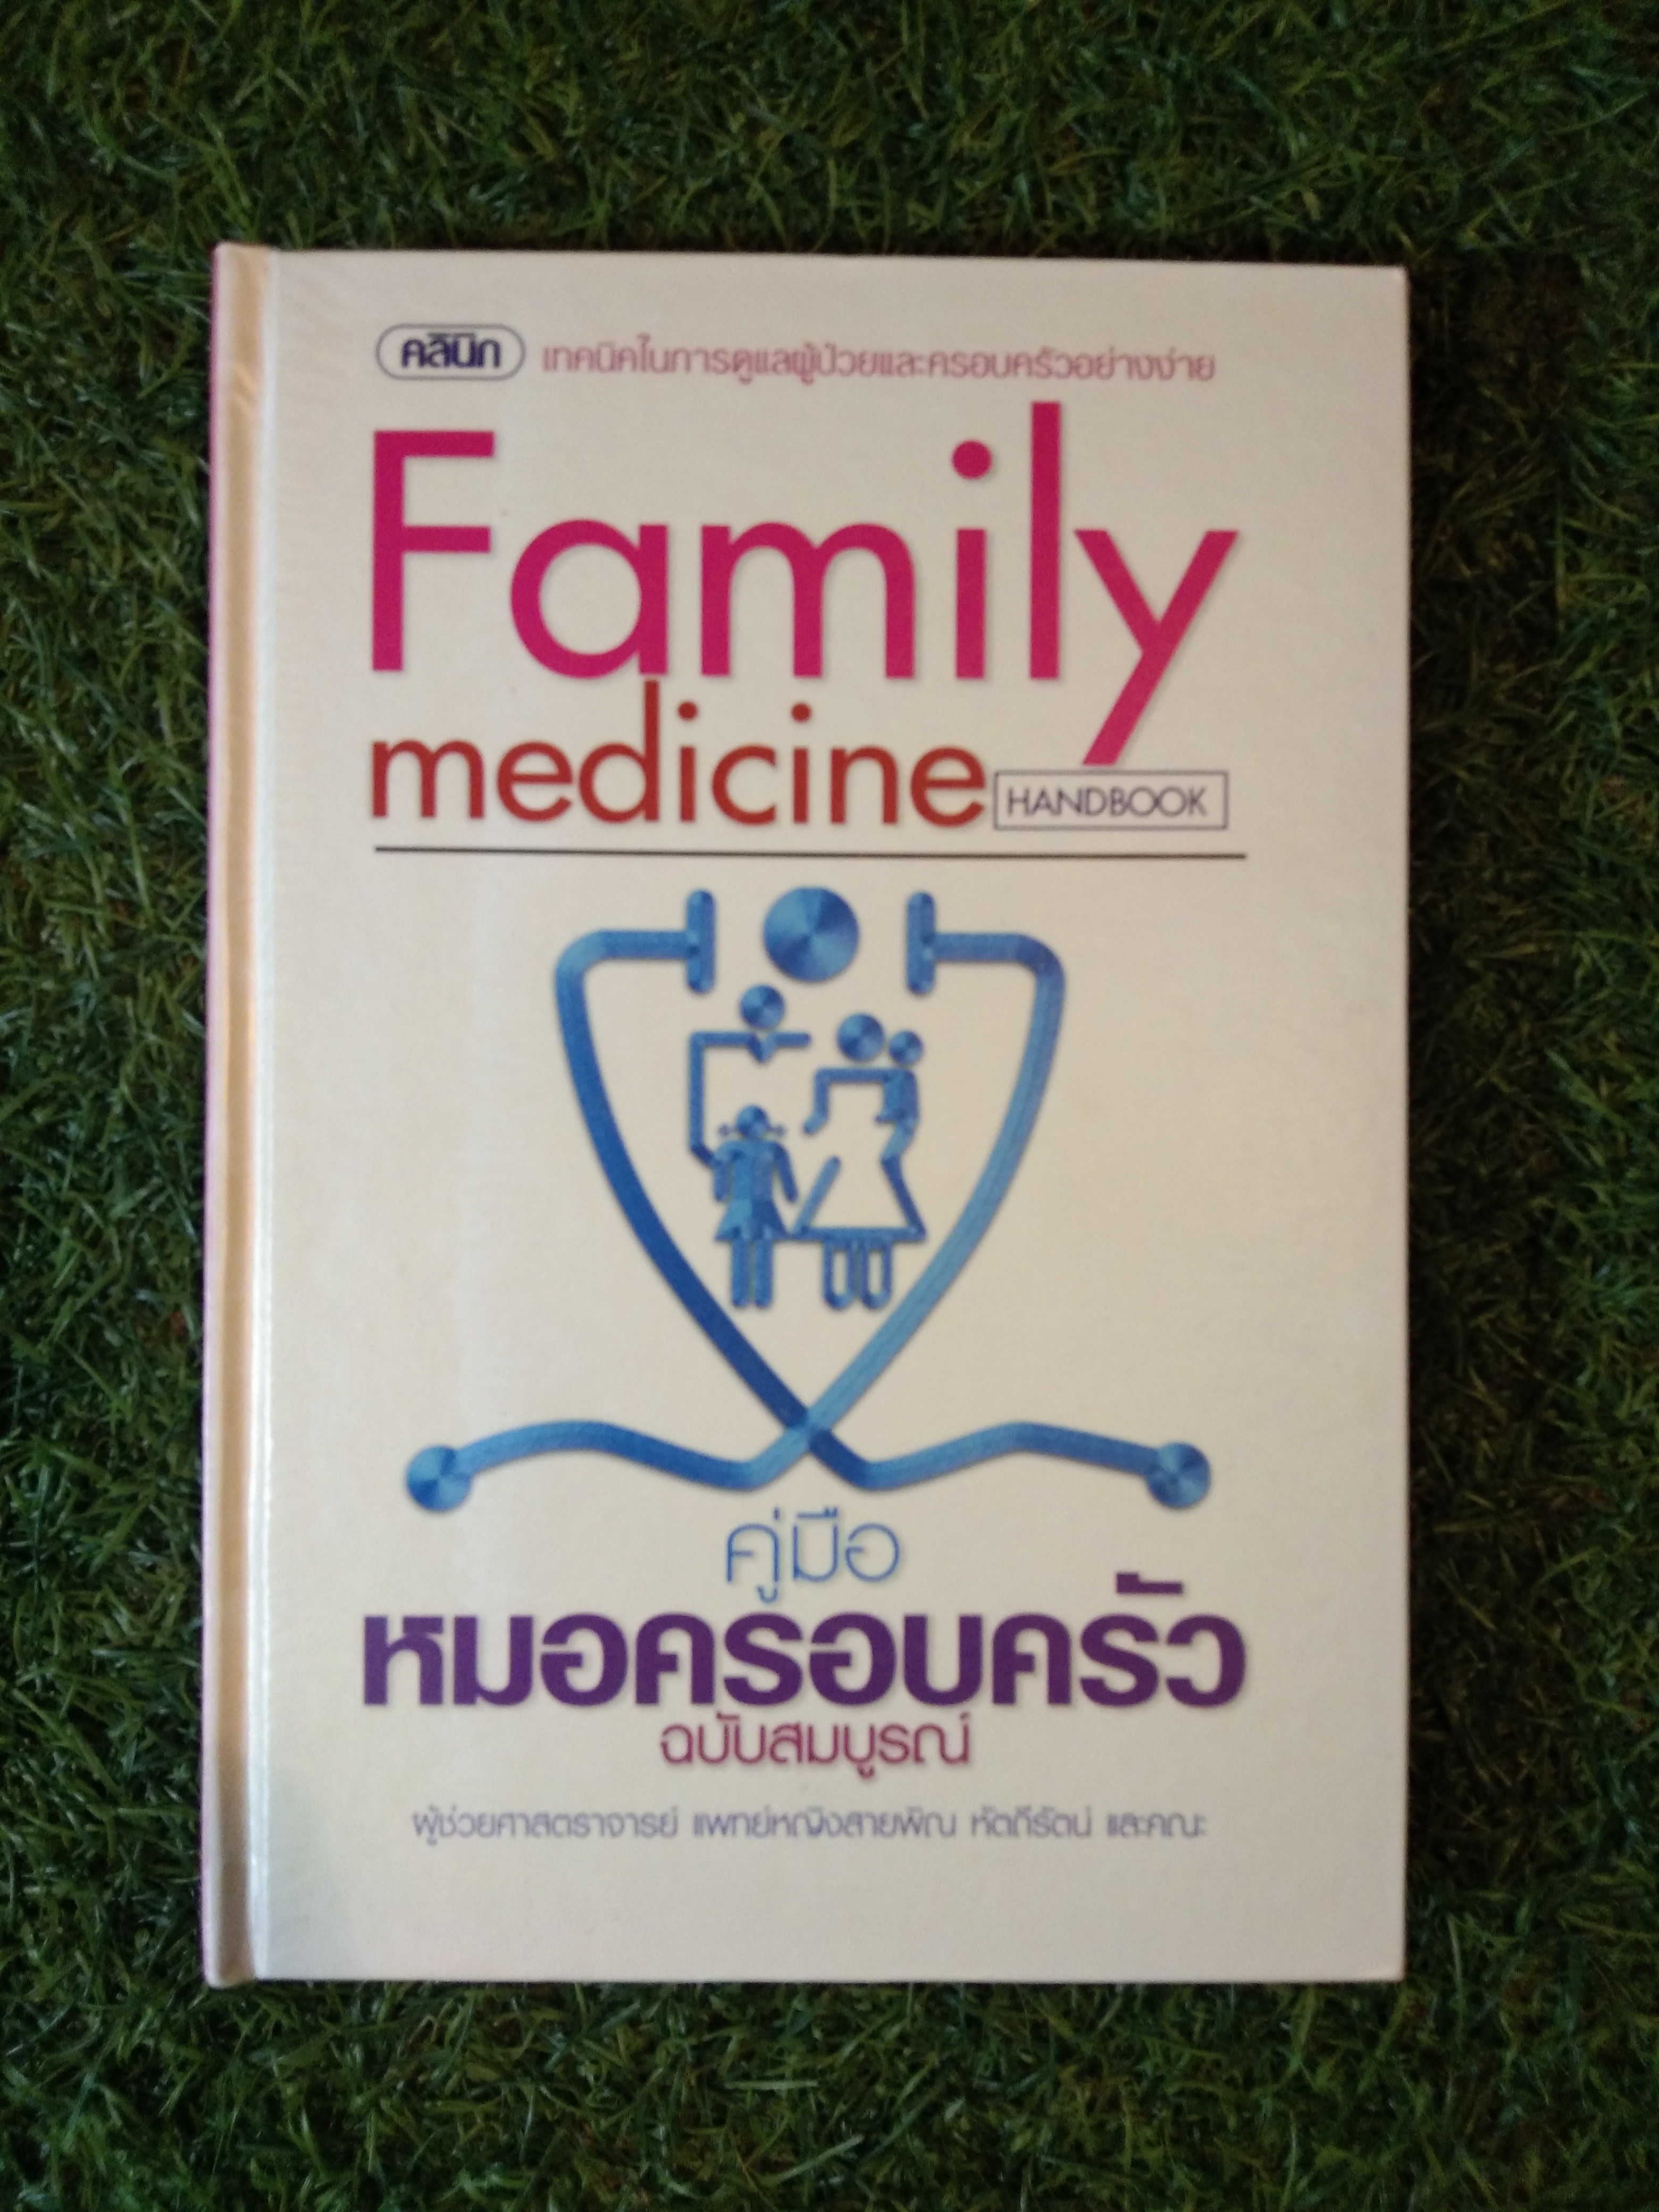 คลินิก เทคนิคในการดูแลผู้ป่วยและครอบครัวอย่างง่าย
Family
medicine HANDBOOK
คู่มือ
หมอครอบครัว
ฉบับสมบูรณ์
ผู้ช่วยศาสตราจารย์ แพทย์หญิงสายพิณ หัตถีรัตน์ และคณะ